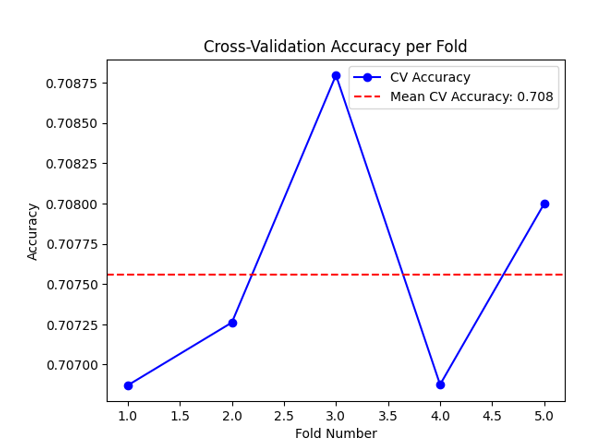 Cross-Validation Accuracy per Fold
CV Accuracy
Mean CV Accuracy: 0.708
Accuracy
0.70875
0.70850
0.70825
0.70800
0.70775
0.70750
0.70725
0.70700
1.0 1.5 2.0 2.5 3.0 3.5 4.0 4.5 5.0
Fold Number